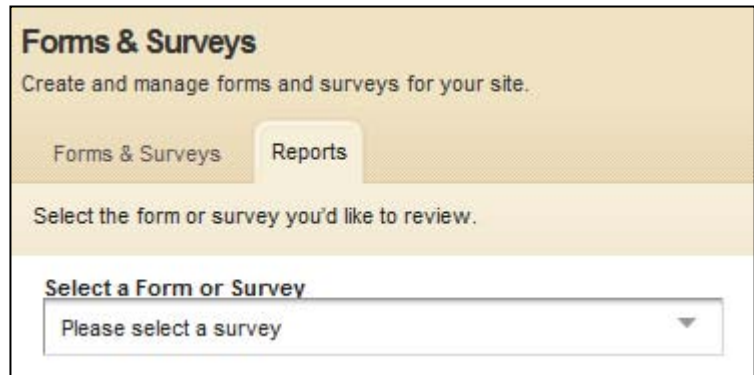 Forms & Surveys
Create and manage forms and surveys for your site.
Forms & Surveys Reports
Select the form or survey you'd like to review.
Select a Form or Survey
Please select a survey